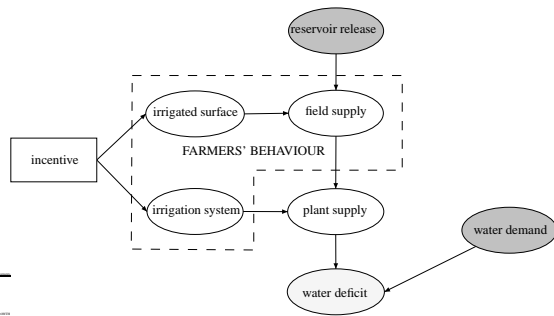 reservoir release
irrigated surface
field supply
FARMERS' BEHAVIOUR
incentive
irrigation system
plant supply
water demand
water deficit